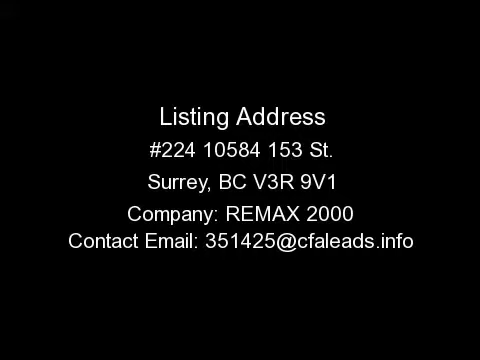 Listing Address
#224 10584 153 St.
Surrey, BC V3R 9V1
Company: REMAX 2000
Contact Email: 351425@cfaleads.info